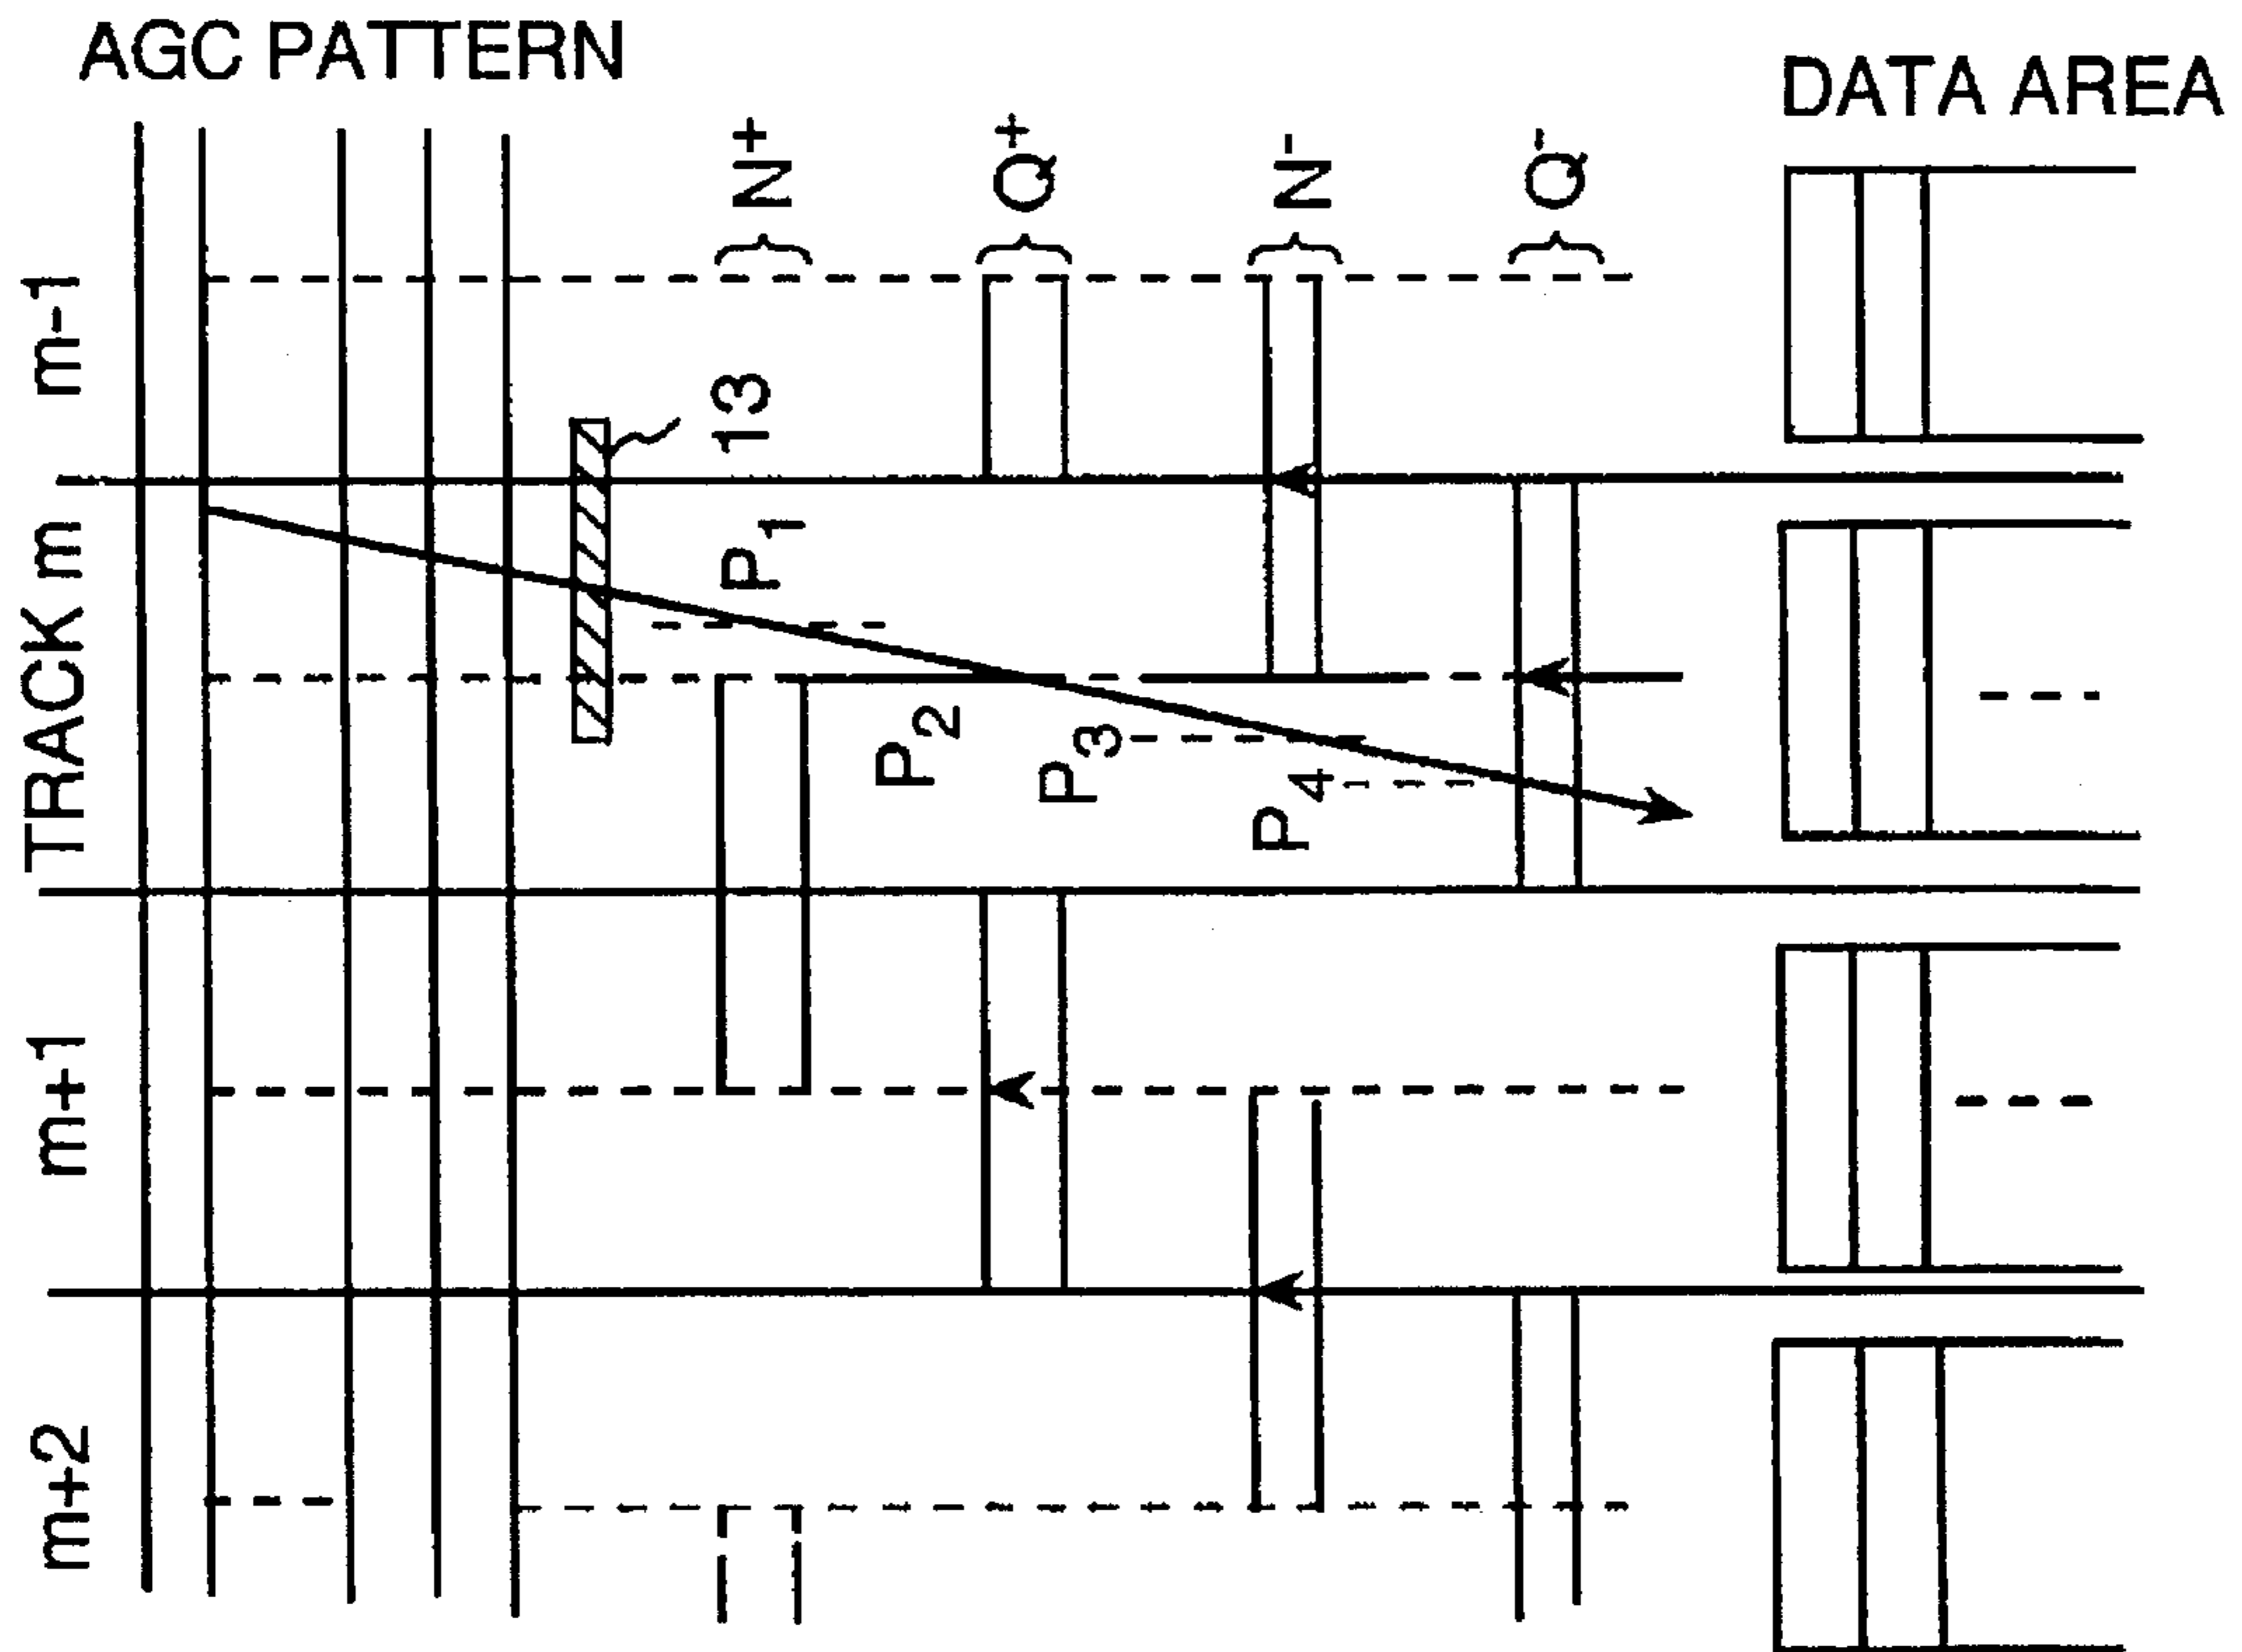 AGC PATTERN
DATA AREA
N+
Q+
N-
Q-
m-1
13
TRACK m
P1
P2
P3
P4
m+1
m+2